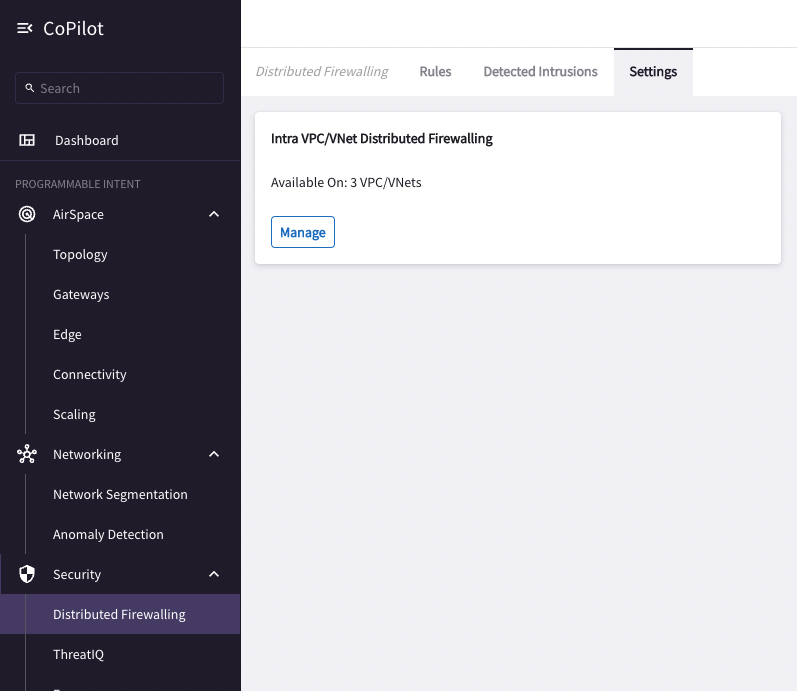 CoPilot
Search
Dashboard
PROGRAMMABLE INTENT
AirSpace
Topology
Gateways
Edge
Connectivity
Scaling
Networking
Network Segmentation
Anomaly Detection
Security
Distributed Firewalling
ThreatIQ
Distributed Firewalling Rules Detected Intrusions Settings
Intra VPC/VNet Distributed Firewalling
Available On: 3 VPC/VNets
Manage